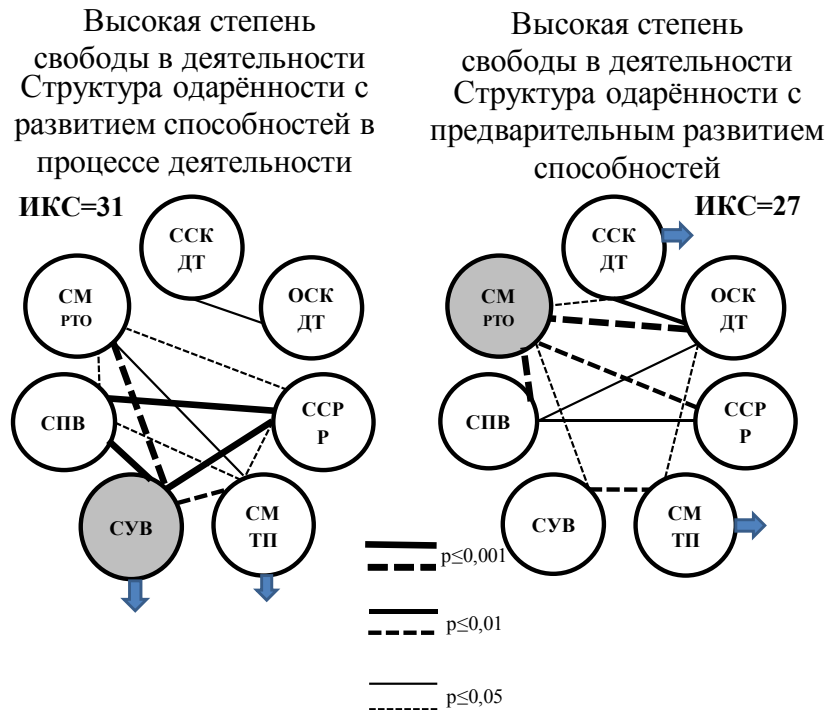 Высокая степень
свободы в деятельности
Структура одарённости с
развитием способностей в
процессе деятельности
ИКС=31
ССК
ДТ
СМ
РТО
ОСК
ДТ
СПВ
ССР
Р
СУВ
СМ
ТП
Высокая степень
свободы в деятельности
Структура одарённости с
предварительным развитием
способностей
ИКС=27
ССК
ДТ
СМ
РТО
ОСК
ДТ
СПВ
ССР
Р
СУВ
СМ
ТП
p≤0,001
p≤0,01
p≤0,05